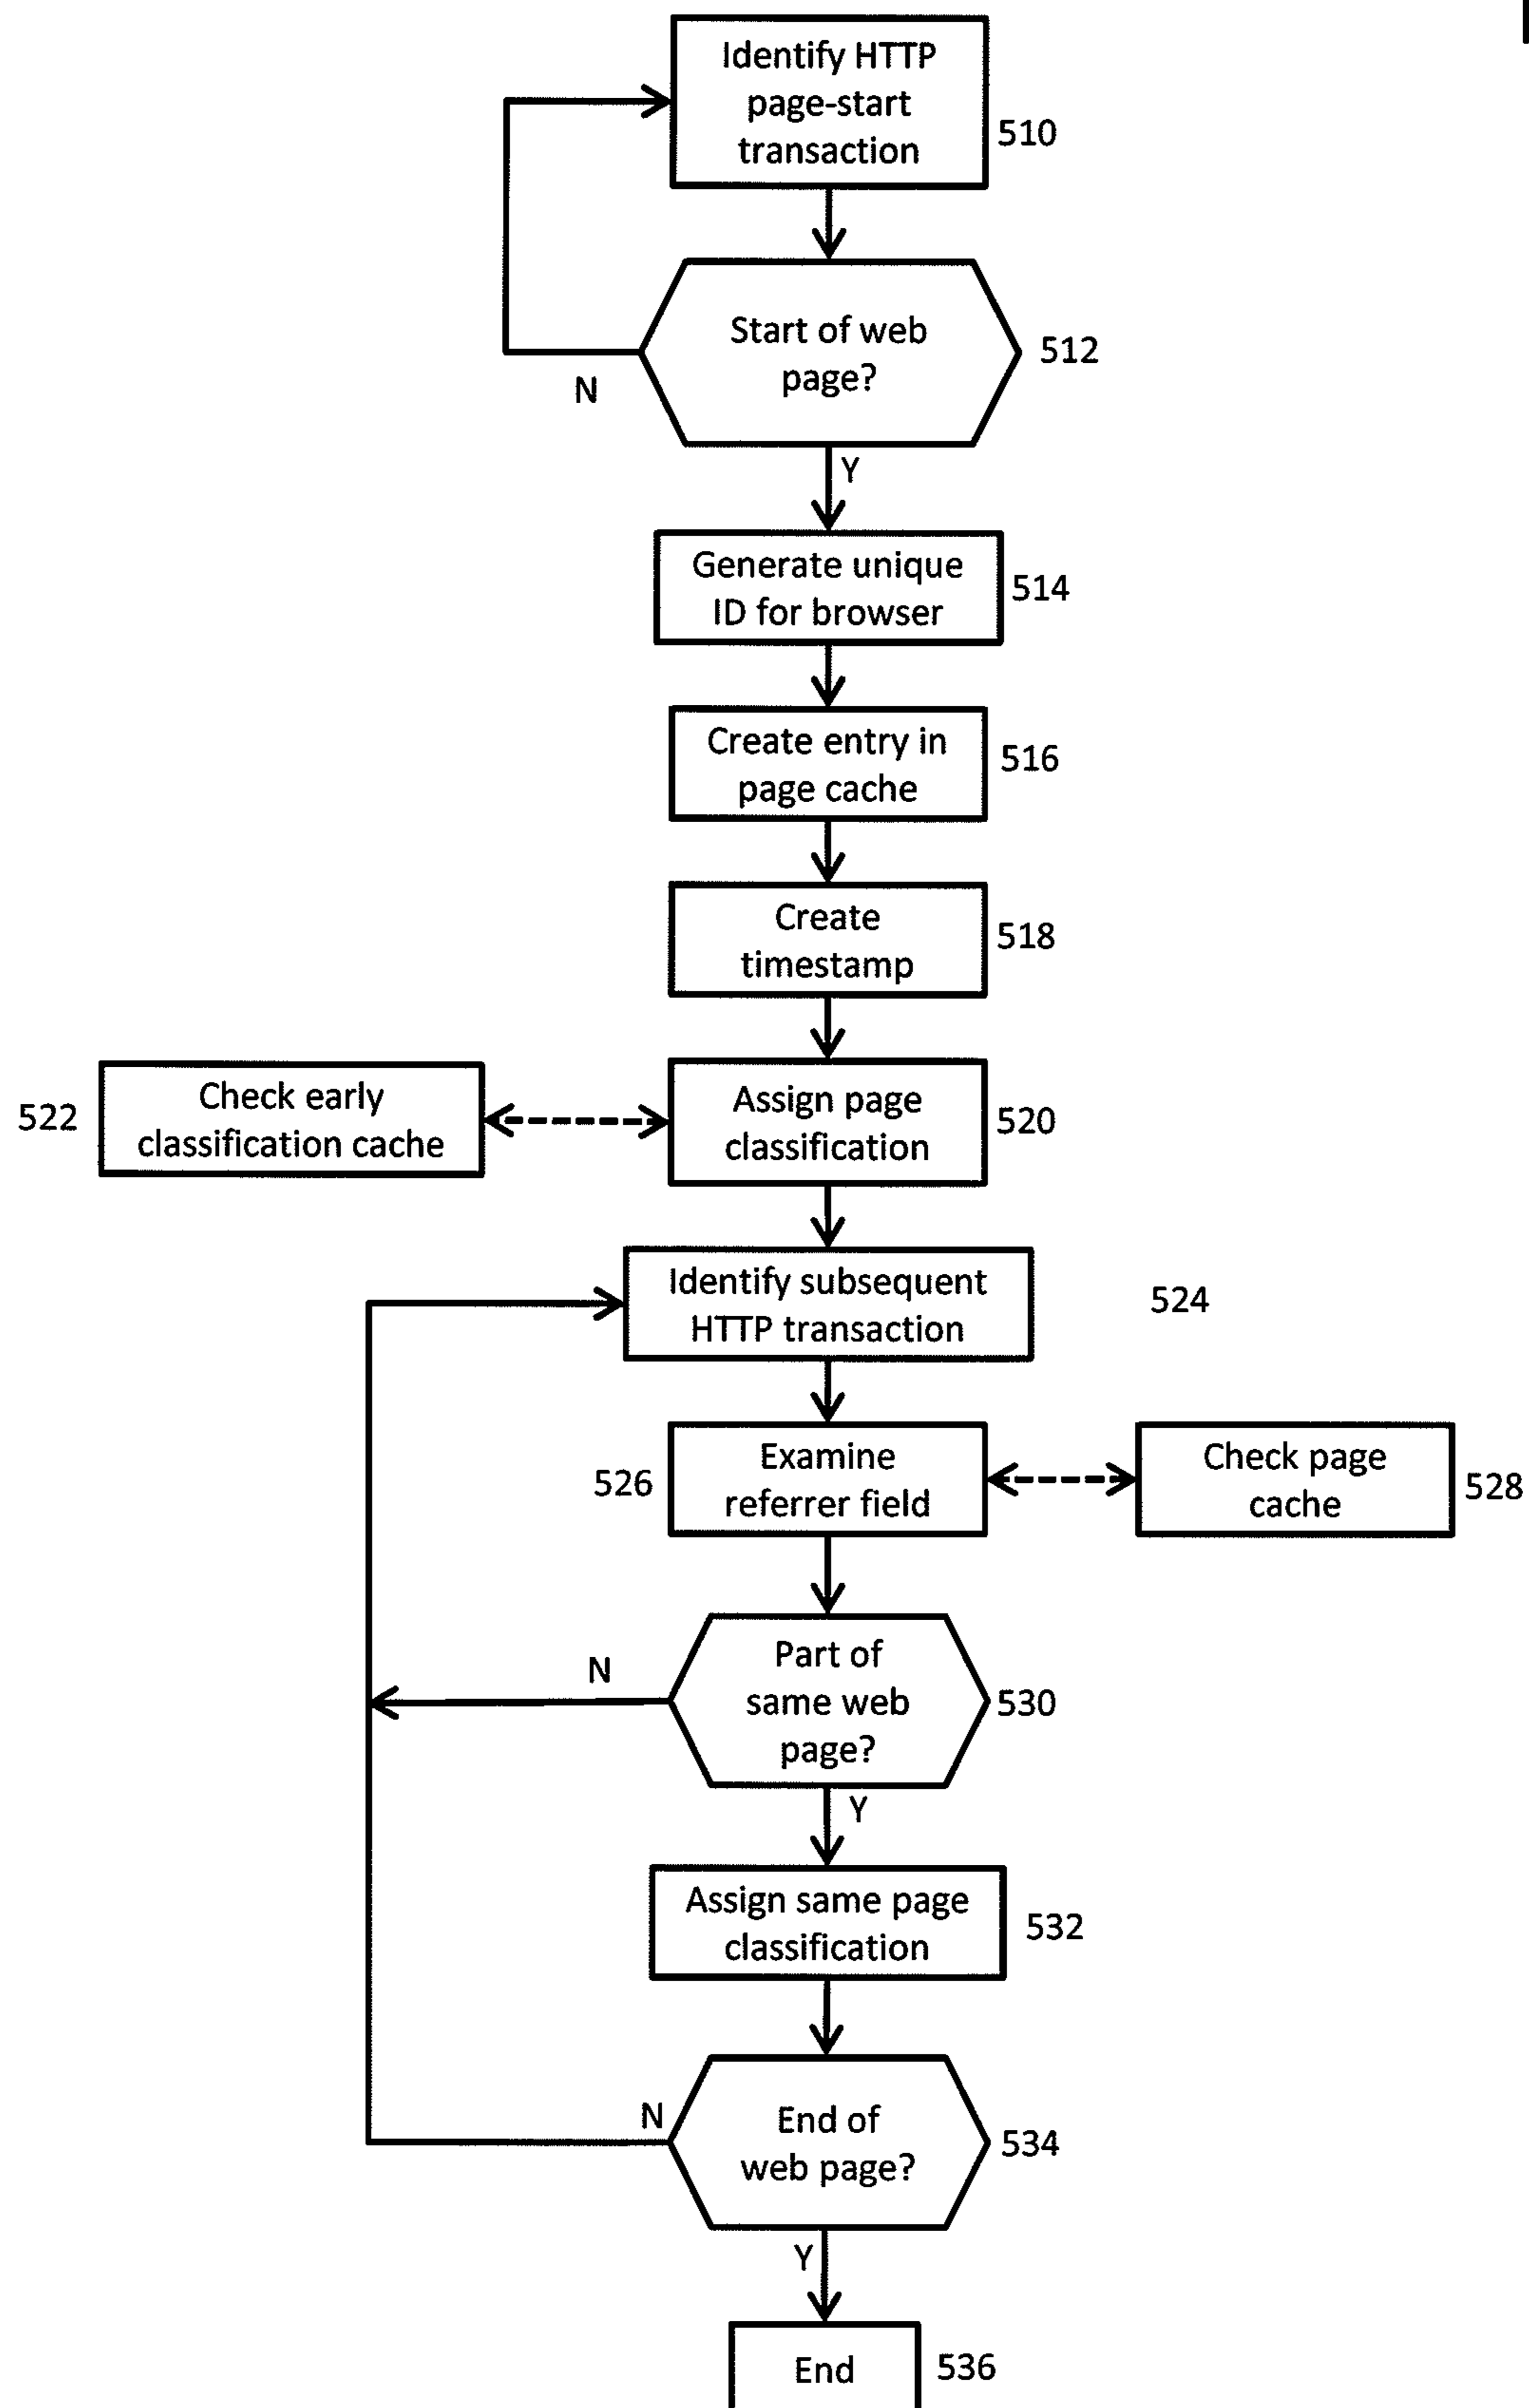 Identify HTTP
page-start
transaction
510
Start of web
page?
512
N
Y
Generate unique
ID for browser
514
Create entry in
page cache
516
Create
timestamp
518
522
Check early
classification cache
Assign page
classification
520
Identify subsequent
HTTP transaction
524
526
Examine
referrer field
Check page
cache
528
N
Part of
same web
page?
530
Y
Assign same page
classification
532
N
End of
web page?
534
Y
End
536